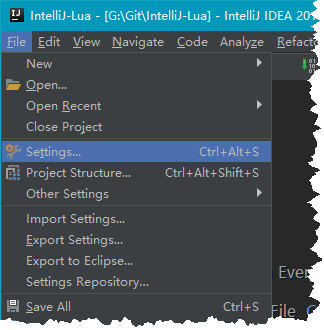 IntelliJ-Lua - [G:\Git\IntelliJ-Lua] - IntelliJ IDEA 201
File Edit View Navigate Code Analyze Refacto
New
Open...
Open Recent
Close Project
Settings... Ctrl+Alt+S
Project Structure... Ctrl+Alt+Shift+S
Other Settings
Import Settings...
Export Settings...
Export to Eclipse...
Settings Repository...
Ever
File
Save All Ctrl+S